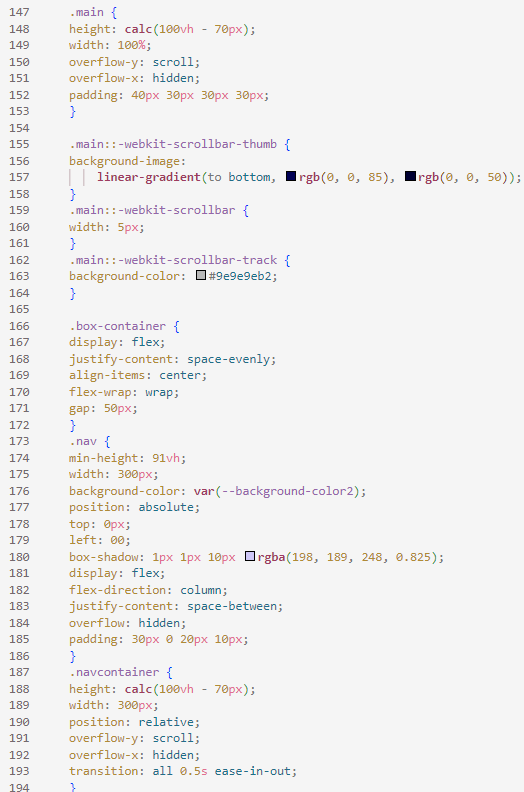 147 .main {
148 height: calc(100vh - 70px);
149 width: 100%;
150 overflow-y: scroll;
151 overflow-x: hidden;
152 padding: 40px 30px 30px 30px;
153 }
154
155 .main::-webkit-scrollbar-thumb {
156 background-image:
157 linear-gradient(to bottom, rgb(0, 0, 85), rgb(0, 0, 50));
158 }
159 .main::-webkit-scrollbar {
160 width: 5px;
161 }
162 .main::-webkit-scrollbar-track {
163 background-color: #9e9e9eb2;
164 }
165
166 .box-container {
167 display: flex;
168 justify-content: space-evenly;
169 align-items: center;
170 flex-wrap: wrap;
171 gap: 50px;
172 }
173 .nav {
174 min-height: 91vh;
175 width: 300px;
176 background-color: var(--background-color2);
177 position: absolute;
178 top: 0px;
179 left: 00;
180 box-shadow: 1px 1px 10px rgba(198, 189, 248, 0.825);
181 display: flex;
182 flex-direction: column;
183 justify-content: space-between;
184 overflow: hidden;
185 padding: 30px 0 20px 10px;
186 }
187 .navcontainer {
188 height: calc(100vh - 70px);
189 width: 300px;
190 position: relative;
191 overflow-y: scroll;
192 overflow-x: hidden;
193 transition: all 0.5s ease-in-out;
194 }